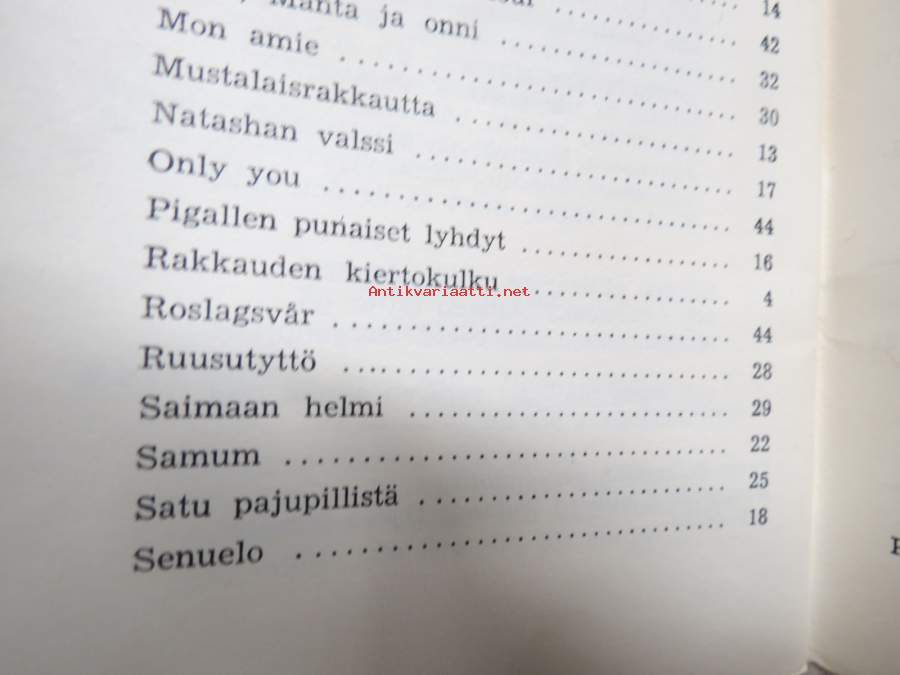 14
42
Manta ja onni .......... 32
Mon amie .......... 30
Mustalaisrakkautta .......... 13
Natashan valssi .......... 17
Only you .......... 44
Pigallen punaiset lyhdyt .......... 16
Rakkauden kiertokulku .......... 4
Antikvariaatti.net
Roslagsvår .......... 44
Ruusutyttö .......... 28
Saimaan helmi .......... 29
Samum .......... 22
Satu pajupillistä .......... 25
Senuelo .......... 18